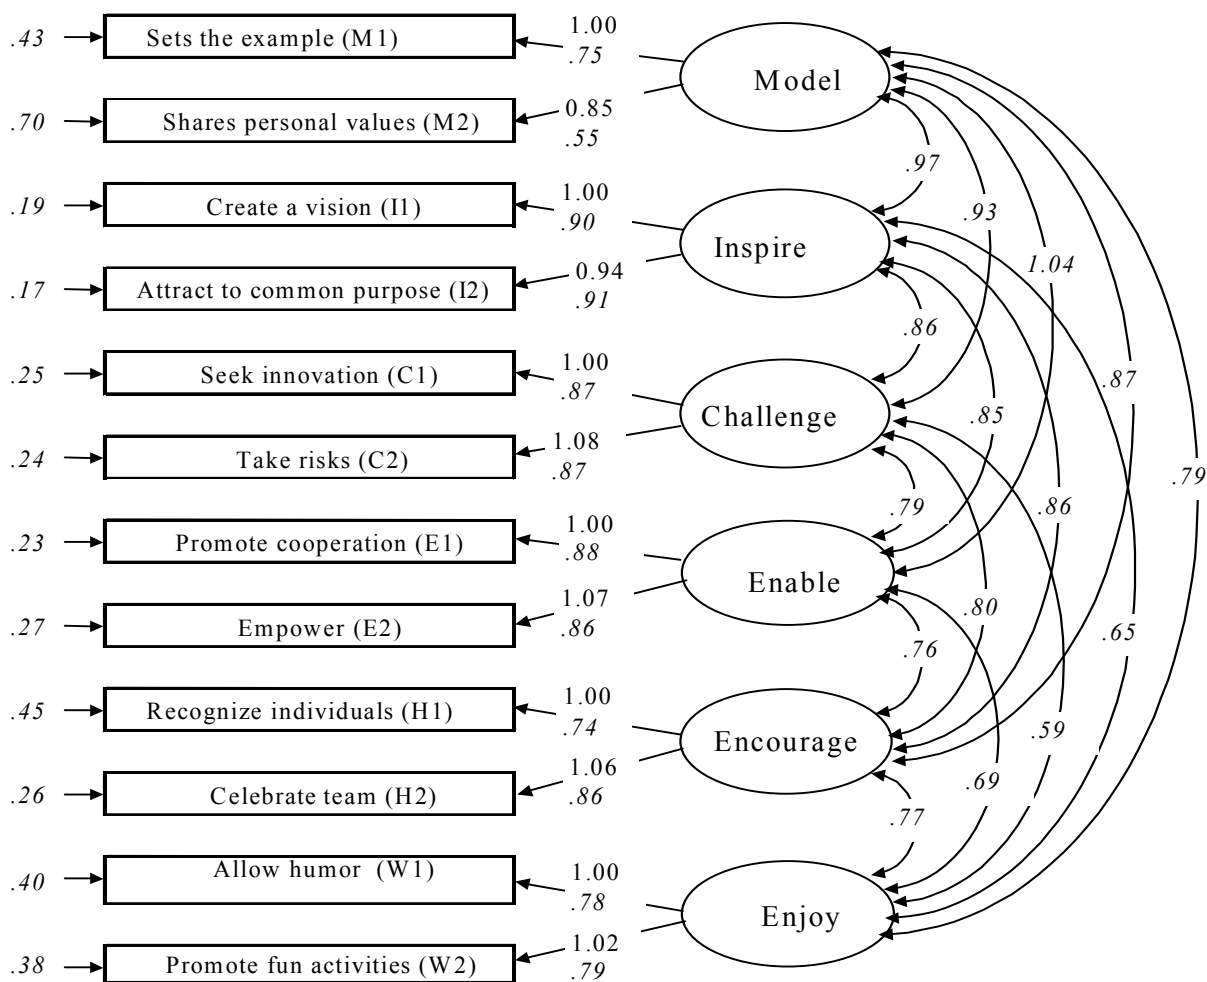 .43
Sets the example (M1)
1.00
.75
Model
.70
Shares personal values (M2)
0.85
.55
.97
.19
Create a vision (I1)
1.00
.90
.93
Inspire
1.04
.17
Attract to common purpose (I2)
0.94
.91
.86
.25
Seek innovation (C1)
1.00
.87
.87
Challenge
.85
.24
Take risks (C2)
1.08
.87
.79
.86
.79
.23
Promote cooperation (E1)
1.00
.88
Enable
.80
.27
Empower (E2)
1.07
.86
.76
.65
.45
Recognize individuals (H1)
1.00
.74
Encourage
.59
.26
Celebrate team (H2)
1.06
.86
.77
.69
.40
Allow humor (W1)
1.00
.78
Enjoy
.38
Promote fun activities (W2)
1.02
.79